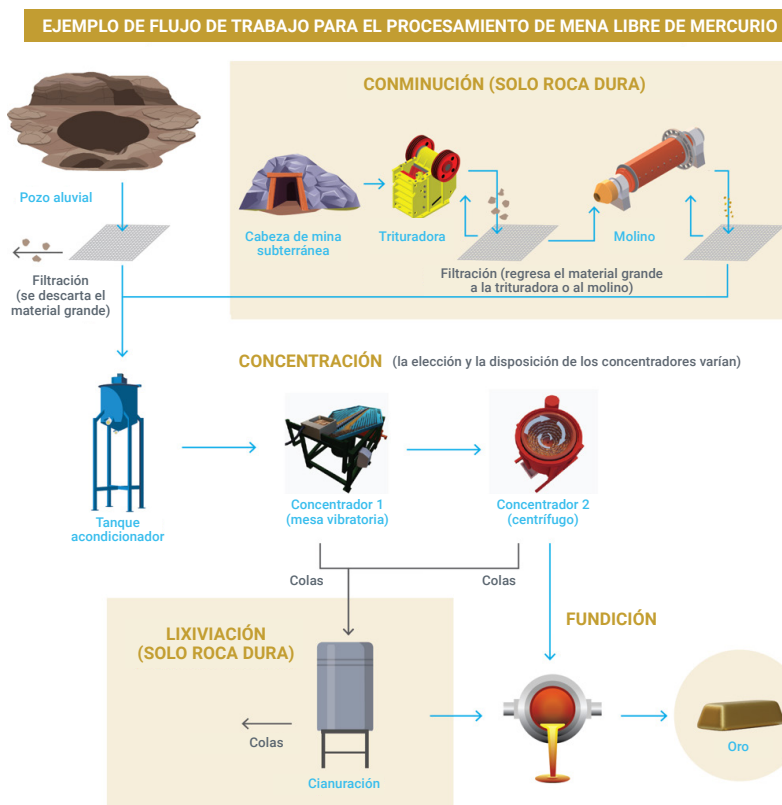 EJEMPLO DE FLUJO DE TRABAJO PARA EL PROCESAMIENTO DE MENA LIBRE DE MERCURIO
CONMINUCIÓN (SOLO ROCA DURA)
Pozo aluvial
Cabeza de mina
subterránea
Trituradora
Molino
Filtración
(se descarta el
material grande)
Filtración (regresa el material grande
a la trituradora o al molino)
CONCENTRACIÓN (la elección y la disposición de los concentradores varían)
Tanque
acondicionador
Concentrador 1
(mesa vibratoria)
Concentrador 2
(centrífugo)
Colas
Colas
LIXIVIACIÓN
(SOLO ROCA DURA)
FUNDICIÓN
Colas
Cianuración
Oro